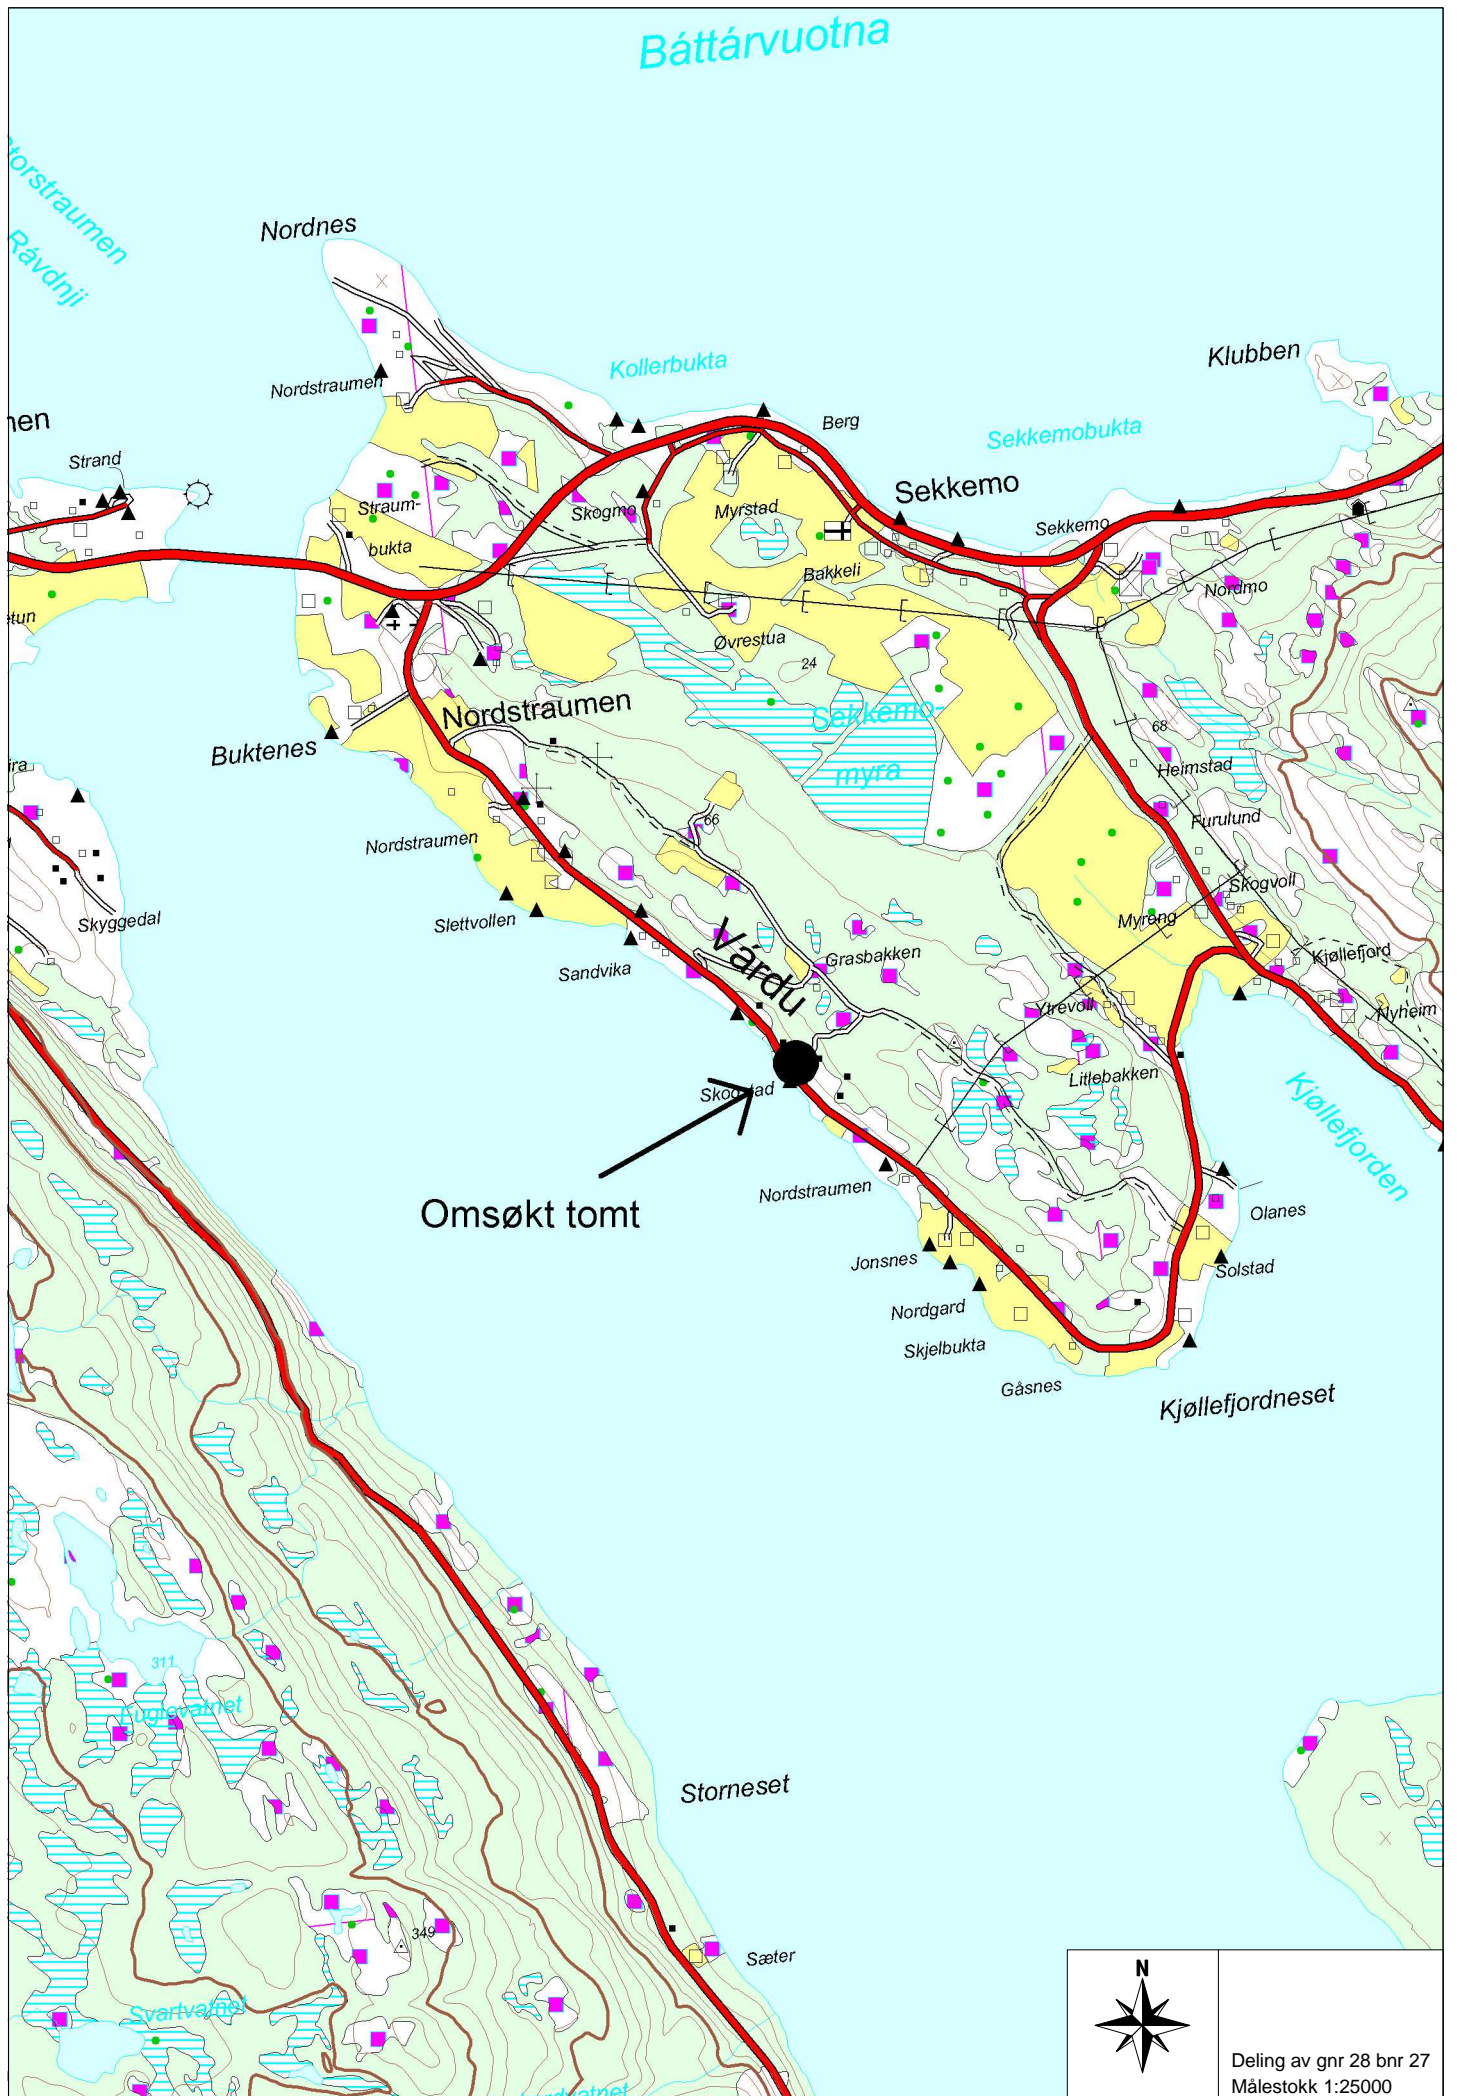 Báttárvuotna
Storstraumen
Rávdnji
Nordnes
Kollerbukta
Klubben
Nordstraumen
Berg
Sekkemobukta
Strand
Sekkemo
Straum-
bukta
Skogmo
Myrstad
Sekkemo
Bakkeli
Nordmo
Øvrestua
24
Nordstraumen
Sekkemo-
myra
68
Buktenes
Heimstad
66
Furulund
Nordstraumen
Skogvoll
Slettvollen
Myreng
Skyggedal
Várdu
Grasbakken
Kjøllefjord
Sandvika
Ytrevoll
Nyheim
Skogstad
Litlebakken
Kjøllefjorden
Omsøkt tomt
Nordstraumen
Olanes
Jonsnes
Solstad
Nordgard
Skjelbukta
Gåsnes
Kjøllefjordneset
311
Fuglevatnet
Storneset
349
Sæter
Svartvatnet
N
Deling av gnr 28 bnr 27
Målestokk 1:25000